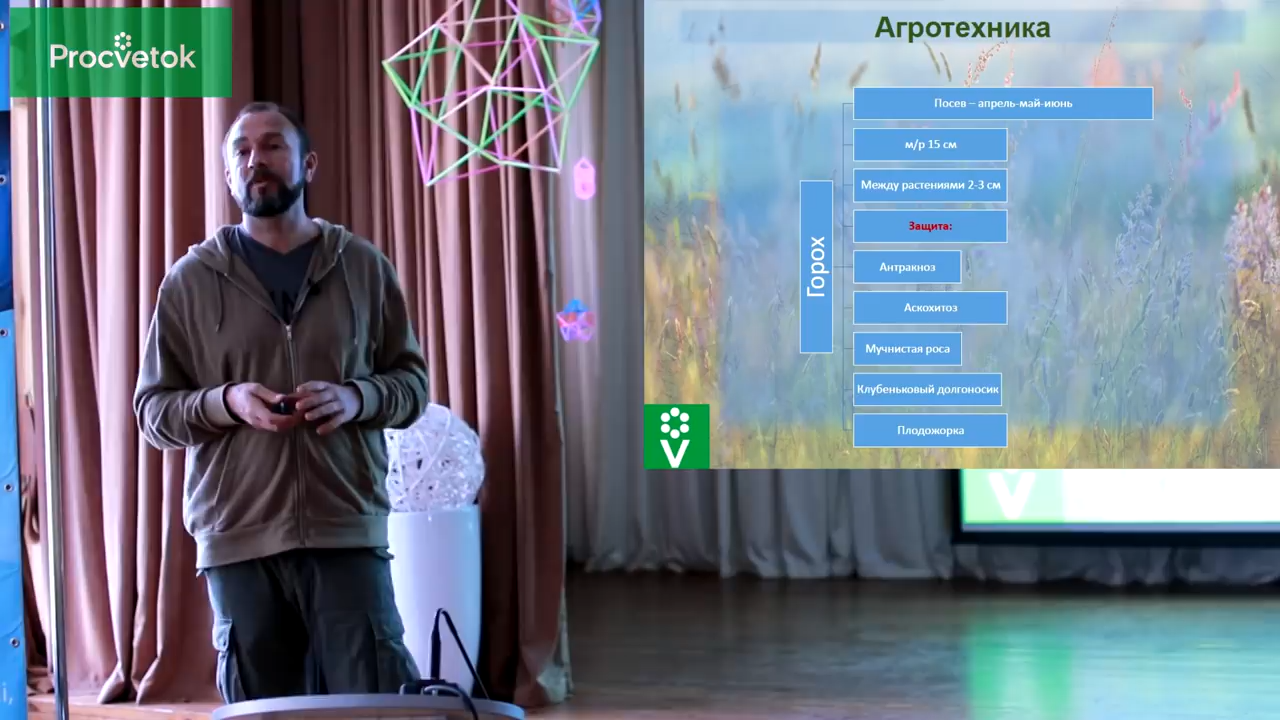 Procvetok
Агротехника
Посев – апрель-май-июнь
м/р 15 см
Между растениями 2-3 см
Защита:
Горох
Антракноз
Аскохитоз
Мучнистая роса
Клубеньковый долгоносик
Плодожорка